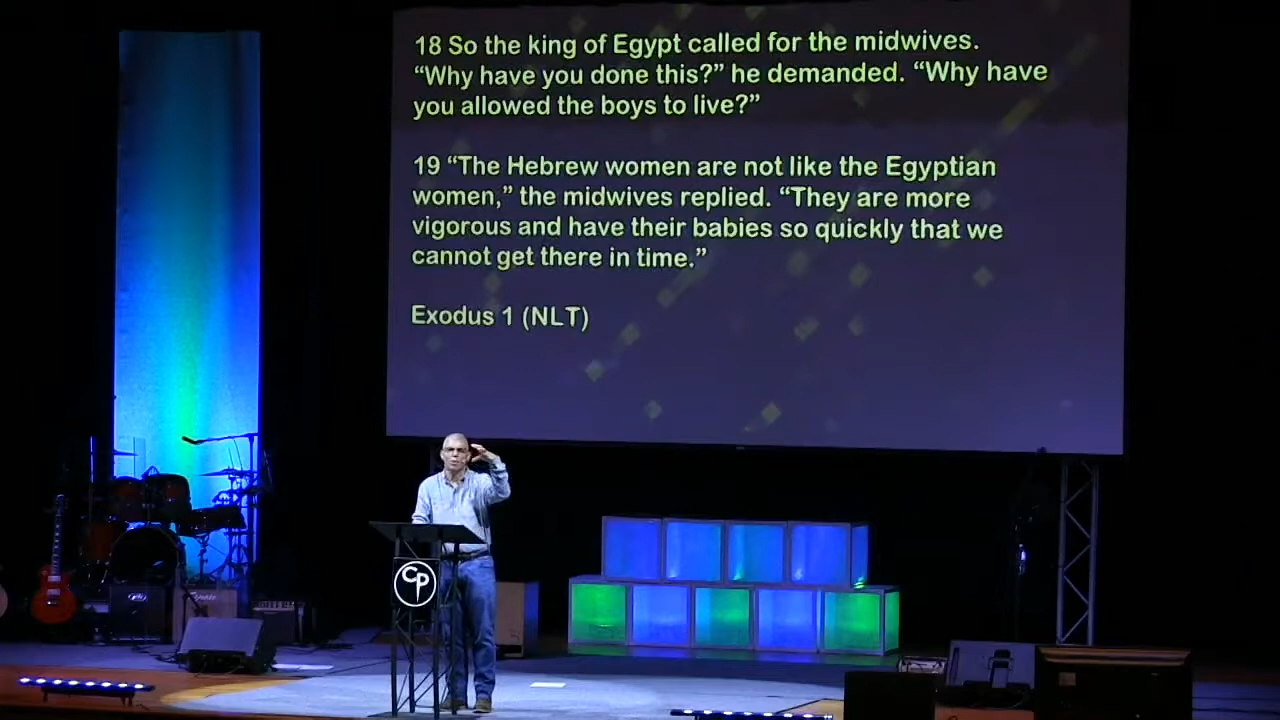 18 So the king of Egypt called for the midwives.
“Why have you done this?” he demanded. “Why have
you allowed the boys to live?”
19 “The Hebrew women are not like the Egyptian
women,” the midwives replied. “They are more
vigorous and have their babies so quickly that we
cannot get there in time.”
Exodus 1 (NLT)
CP